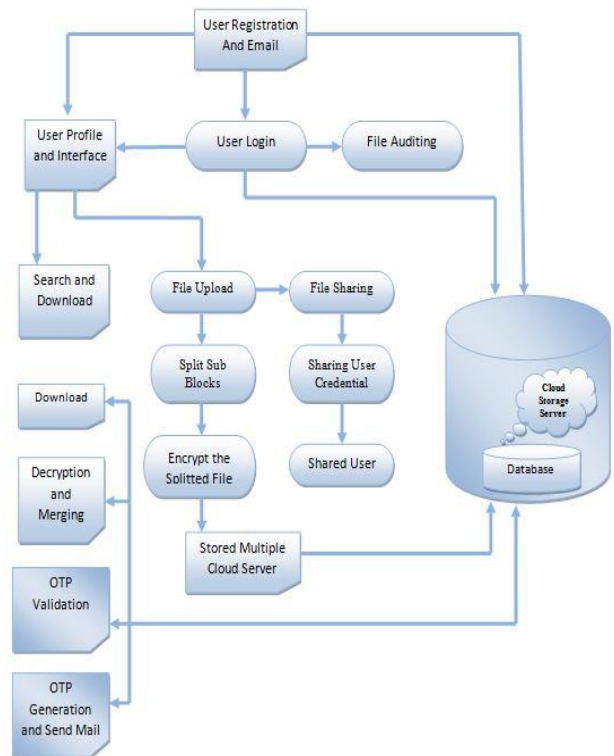 User Registration
And Email
User Profile
and Interface
User Login
File Auditing
Search and
Download
File Upload
File Sharing
Split Sub
Blocks
Sharing User
Credential
Cloud
Storage
Server
Download
Encrypt the
Solitted File
Shared User
Database
Decryption
and
Merging
Stored Multiple
Cloud Server
OTP
Validation
OTP
Generation
and Send Mail